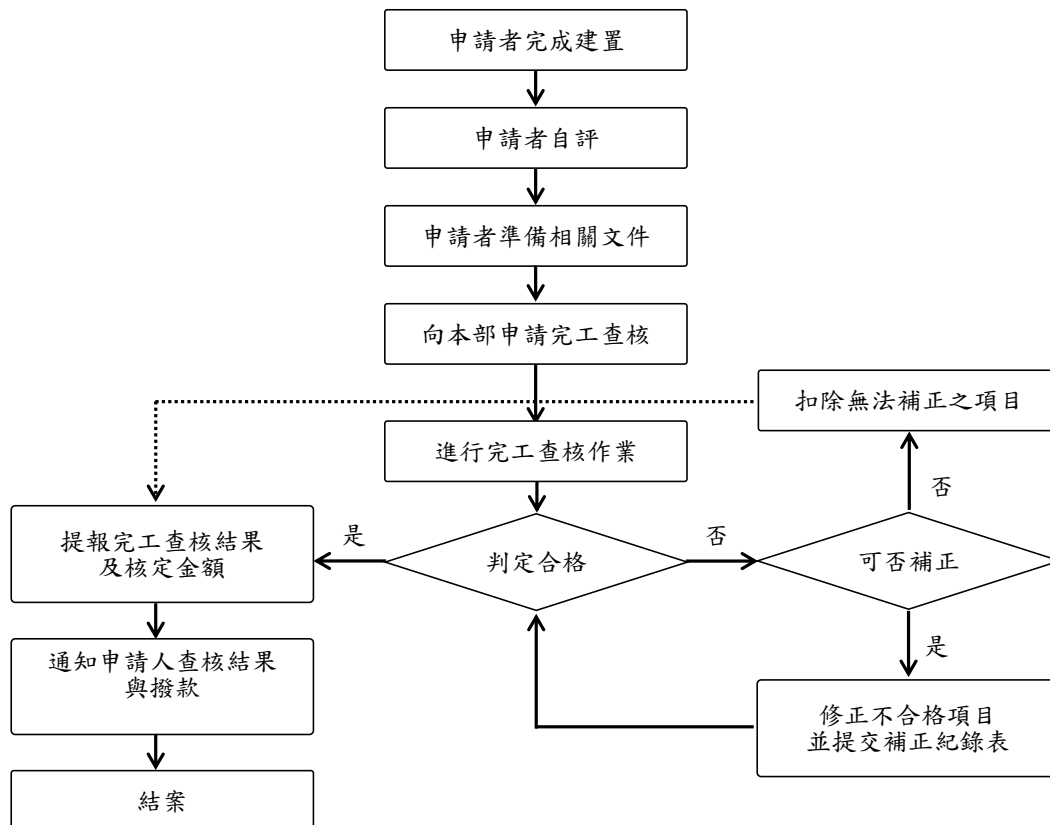 申請者完成建置
申請者自評
申請者準備相關文件
向本部申請完工查核
扣除無法補正之項目
進行完工查核作業
否
提報完工查核結果
及核定金額
是
判定合格
否
可否補正
是
通知申請人查核結果
與撥款
修正不合格項目
並提交補正紀錄表
結案